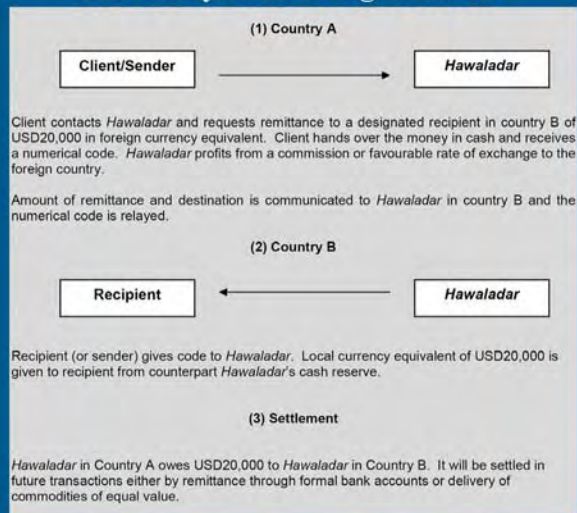 (1) Country A
Client/Sender
Hawaladar
Client contacts Hawaladar and requests remittance to a designated recipient in country B of
USD20,000 in foreign currency equivalent. Client hands over the money in cash and receives
a numerical code. Hawaladar profits from a commission or favourable rate of exchange to the
foreign country.
Amount of remittance and destination is communicated to Hawaladar in country B and the
numerical code is relayed.
(2) Country B
Recipient
Hawaladar
Recipient (or sender) gives code to Hawaladar. Local currency equivalent of USD20,000 is
given to recipient from counterpart Hawaladar's cash reserve.
(3) Settlement
Hawaladar in Country A owes USD20,000 to Hawaladar in Country B. It will be settled in
future transactions either by remittance through formal bank accounts or delivery of
commodities of equal value.